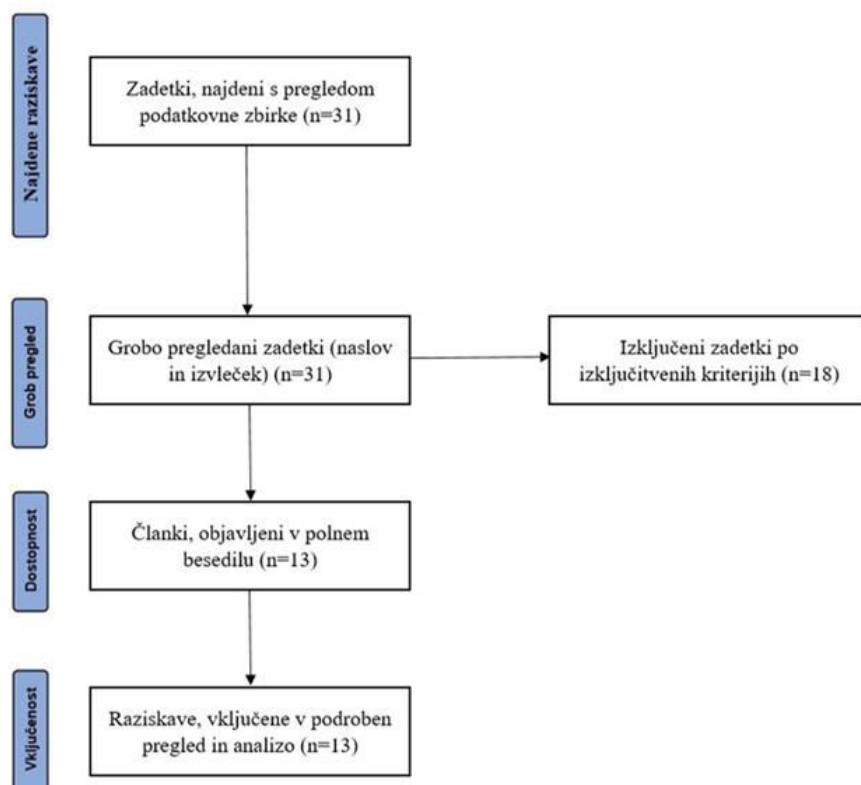 Najdene raziskave
Zadetki, najdeni s pregledom
podatkovne zbirke (n=31)
Grob pregled
Grobo pregledani zadetki (naslov
in izvleček) (n=31)
Izključeni zadetki po
izključitvenih kriterijih (n=18)
Dostopnost
Članki, objavljeni v polnem
besedilu (n=13)
Vključenost
Raziskave, vključene v podroben
pregled in analizo (n=13)